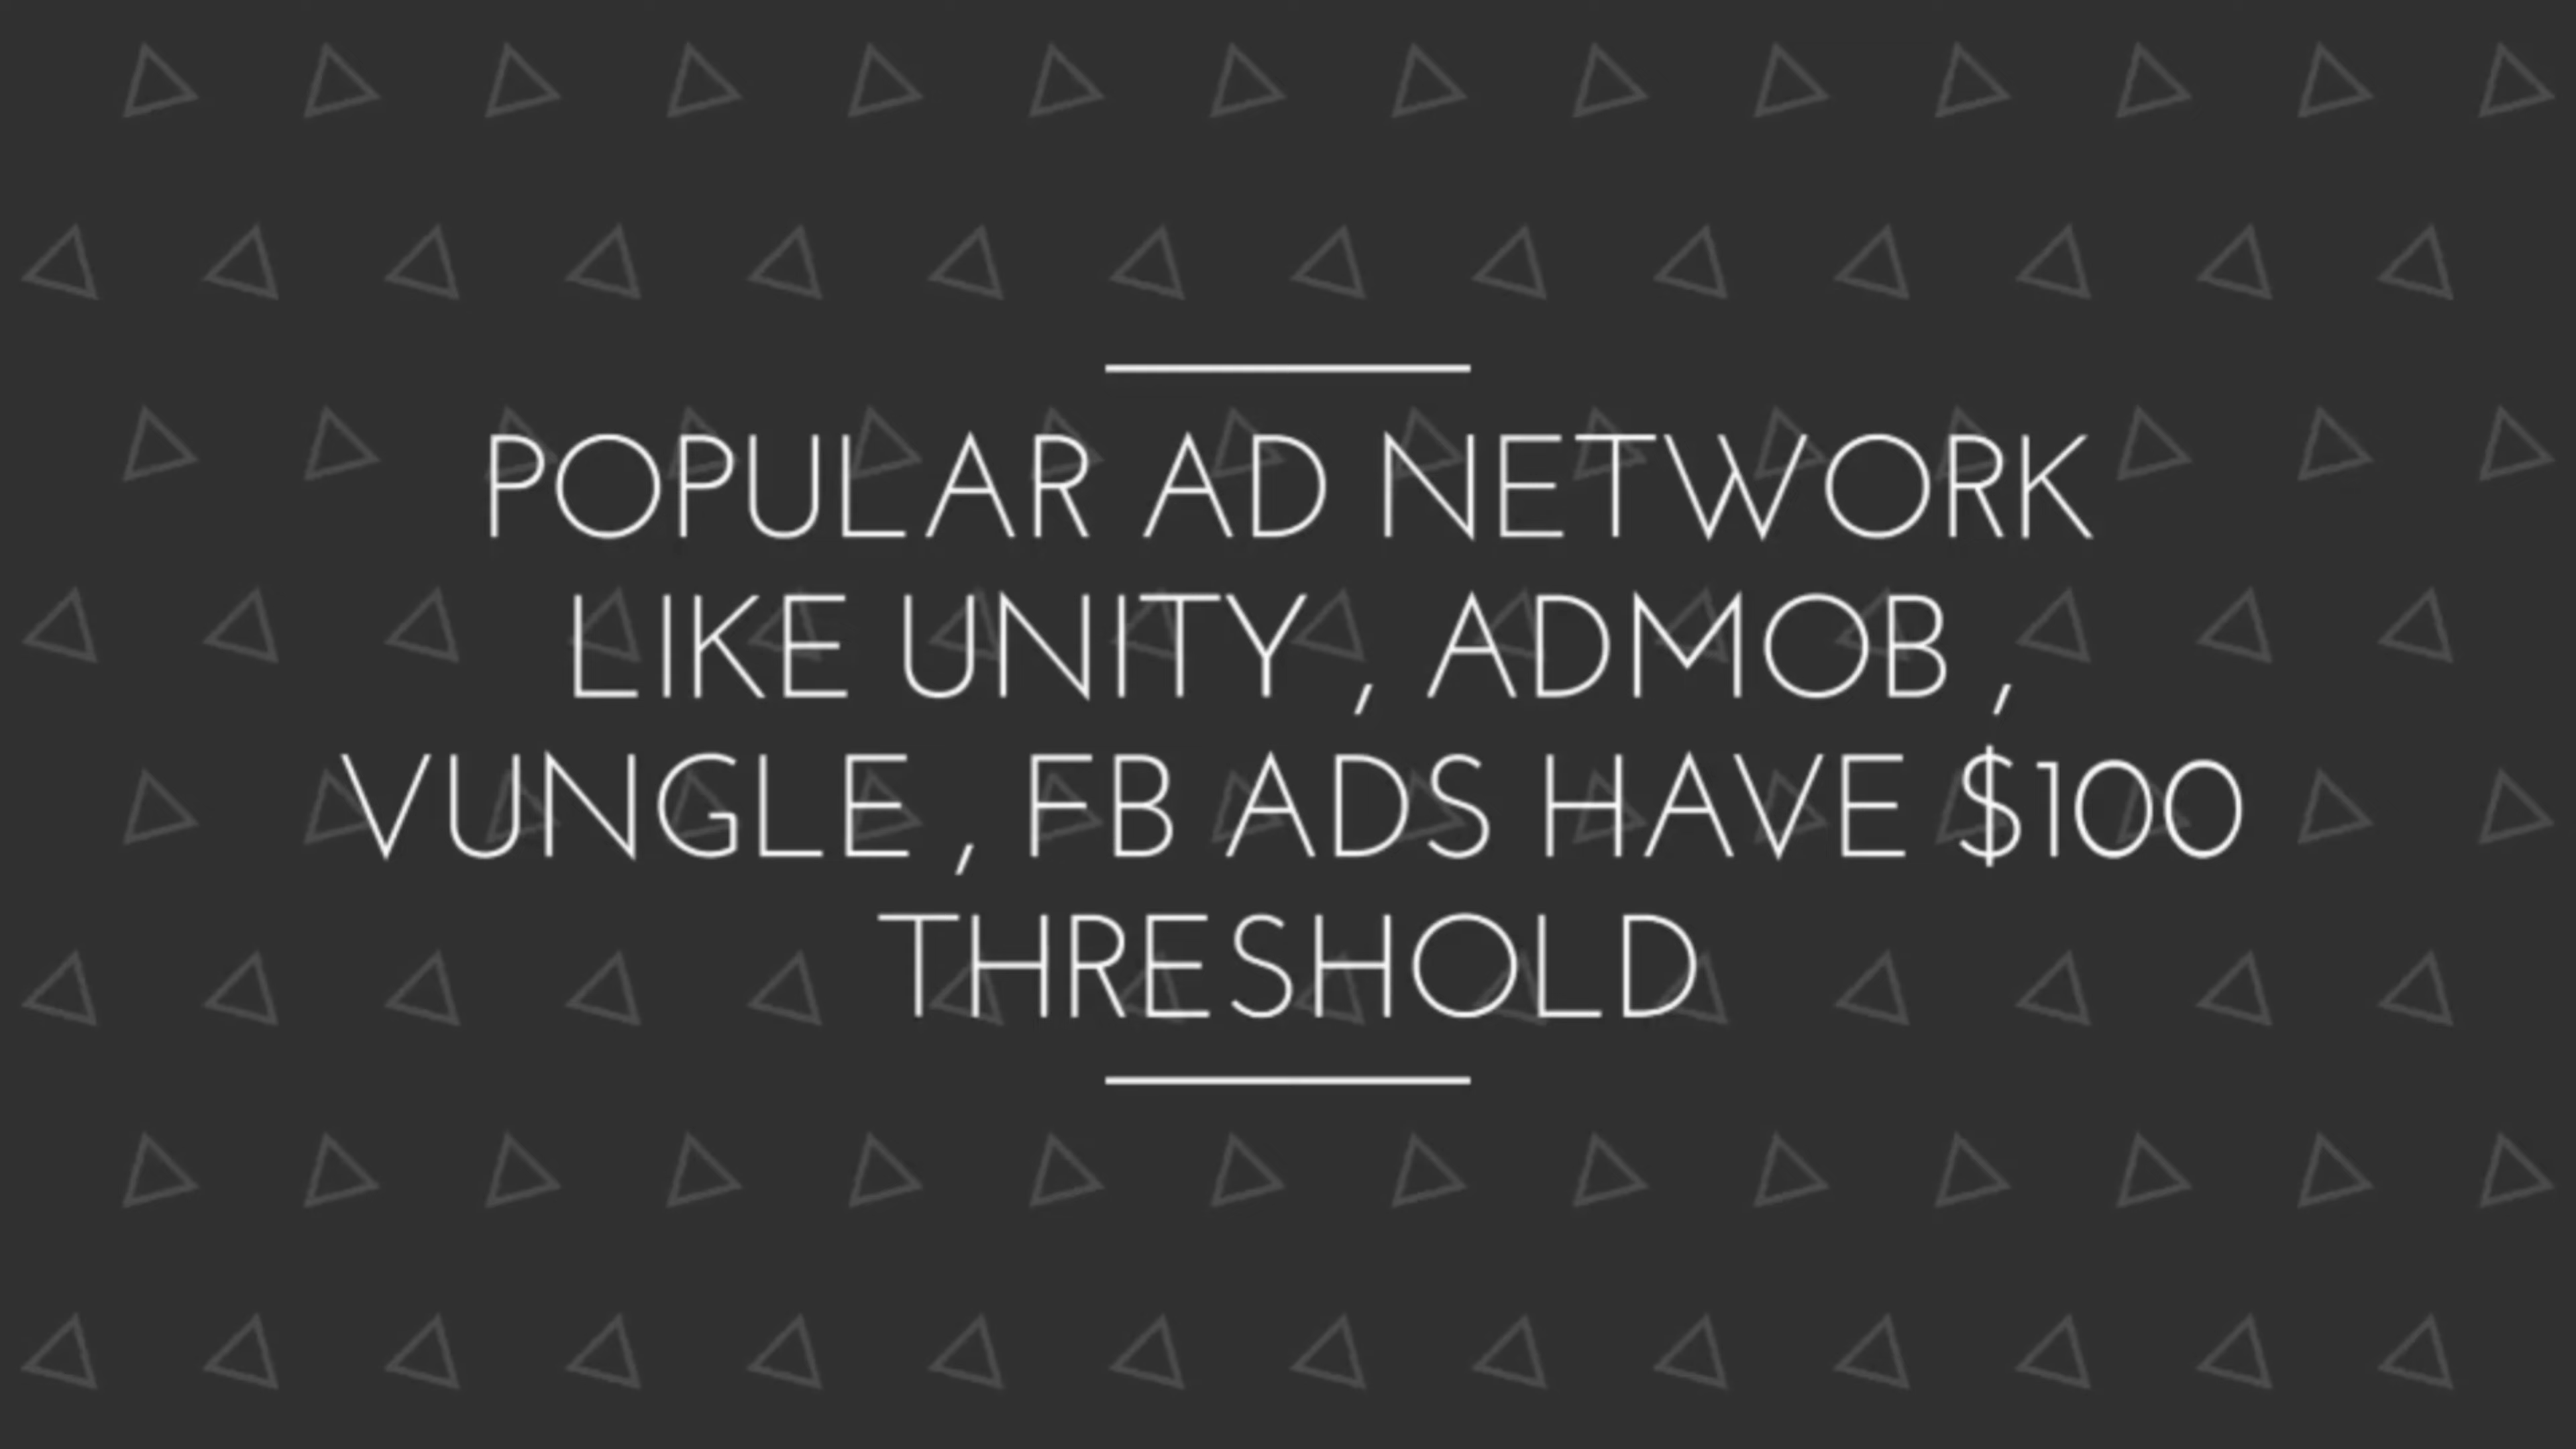 POPULAR AD NETWORK
LIKE UNITY , ADMOB ,
VUNGLE , FB ADS HAVE $100
THRESHOLD